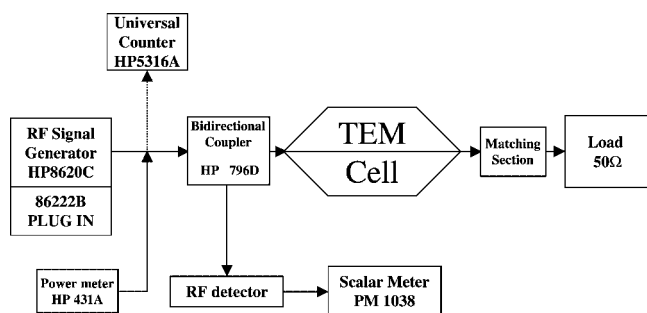 Universal
Counter
HP5316A
RF Signal
Generator
HP8620C
86222B
PLUG IN
Bidirectional
Coupler
HP 796D
TEM
Cell
Matching
Section
Load
50Ω
Power meter
HP 431A
RF detector
Scalar Meter
PM 1038